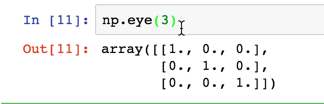 In [11]: np.eye(3)
Out[11]: array([[1., 0., 0.],
[0., 1., 0.],
[0., 0., 1.]])